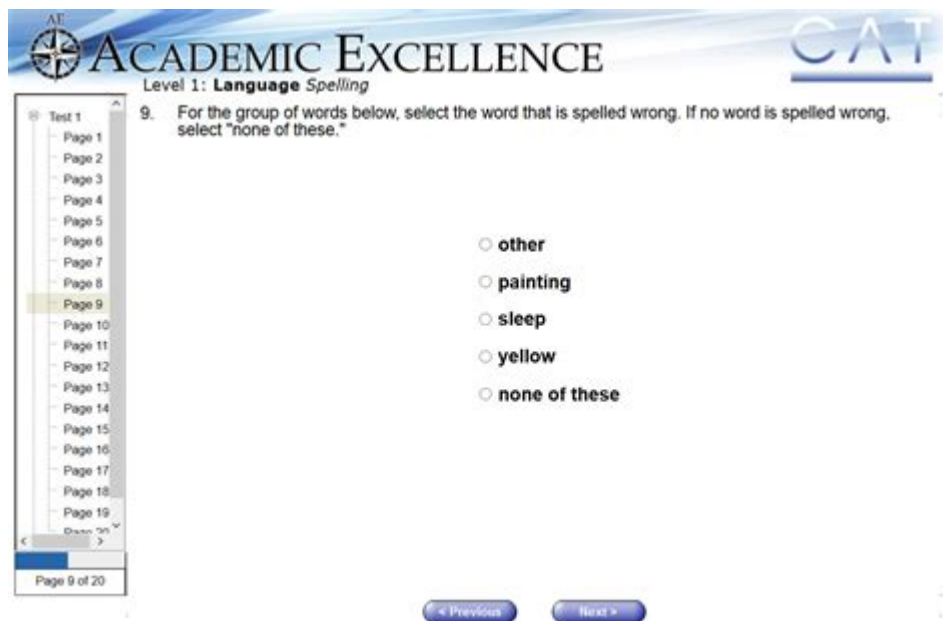 AE
ACADEMIC EXCELLENCE
CAT
Level 1: Language Spelling
Test 1
Page 1
Page 2
Page 3
Page 4
Page 5
Page 6
Page 7
Page 8
Page 9
Page 10
Page 11
Page 12
Page 13
Page 14
Page 15
Page 16
Page 17
Page 18
Page 19
Page 20
Page 9 of 20
9. For the group of words below, select the word that is spelled wrong. If no word is spelled wrong,
select "none of these."
other
painting
sleep
yellow
none of these
< Previous
Next >